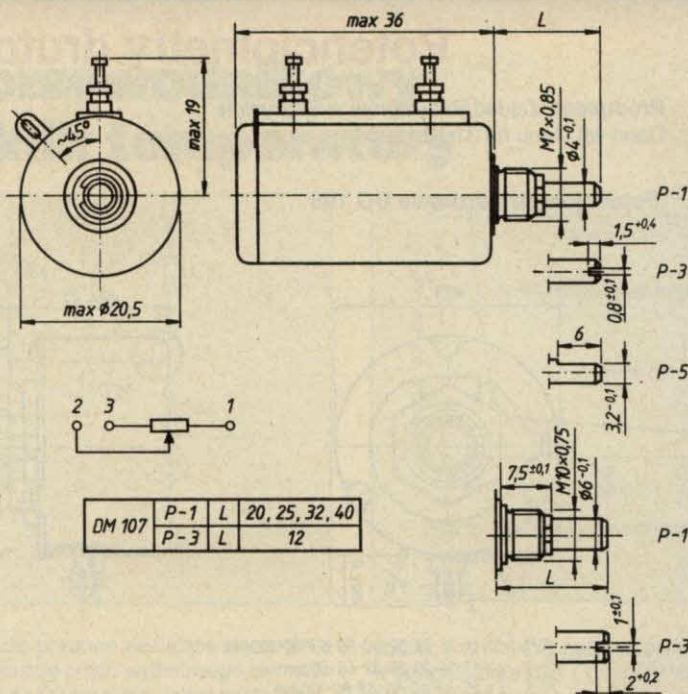 max 36
L
max 19
~45°
M7×0,85
ϕ4-0,1
P-1
1,5+0,4
P-3
0,8±0,1
max ϕ20,5
6
P-5
3,2-0,1
2 3 1
7,5±0,1
M10×0,75
ϕ6-0,1
DM 107 P-1 L 20, 25, 32, 40
P-3 L 12
P-1
L
1±0,1
P-3
2+0,2